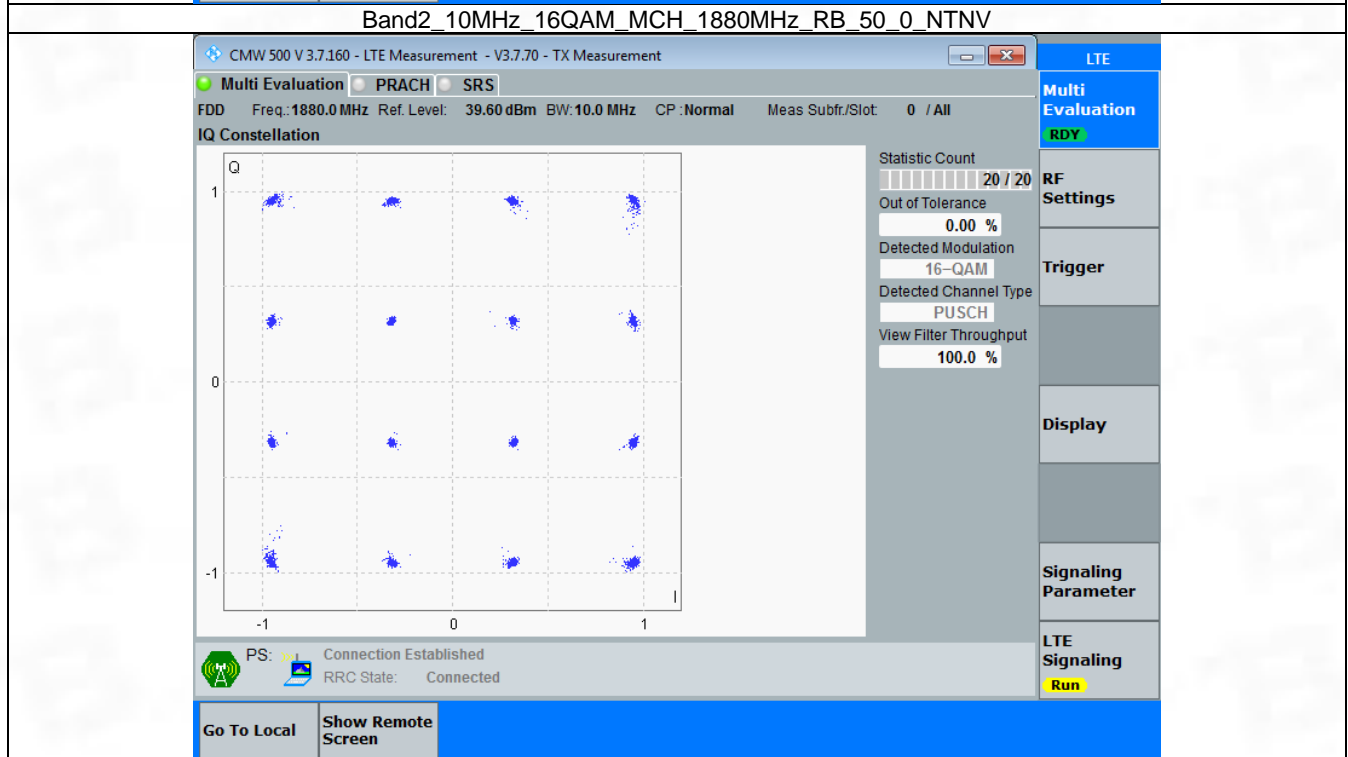 Band2_10MHz_16QAM_MCH_1880MHz_RB_50_0_NTNV
CMW 500 V 3.7.160 - LTE Measurement - V3.7.70 - TX Measurement
LTE
Multi Evaluation PRACH SRS
Multi
Evaluation
RDY
FDD Freq.:1880.0 MHz Ref. Level: 39.60 dBm BW:10.0 MHz CP :Normal Meas Subfr./Slot: 0 / All
IQ Constellation
Q
1
0
-1
-1 0 1
I
Statistic Count
20 / 20
Out of Tolerance
0.00 %
Detected Modulation
16-QAM
Detected Channel Type
PUSCH
View Filter Throughput
100.0 %
RF
Settings
Trigger
Display
Signaling
Parameter
LTE
Signaling
Run
PS: Connection Established
RRC State: Connected
Go To Local
Show Remote
Screen